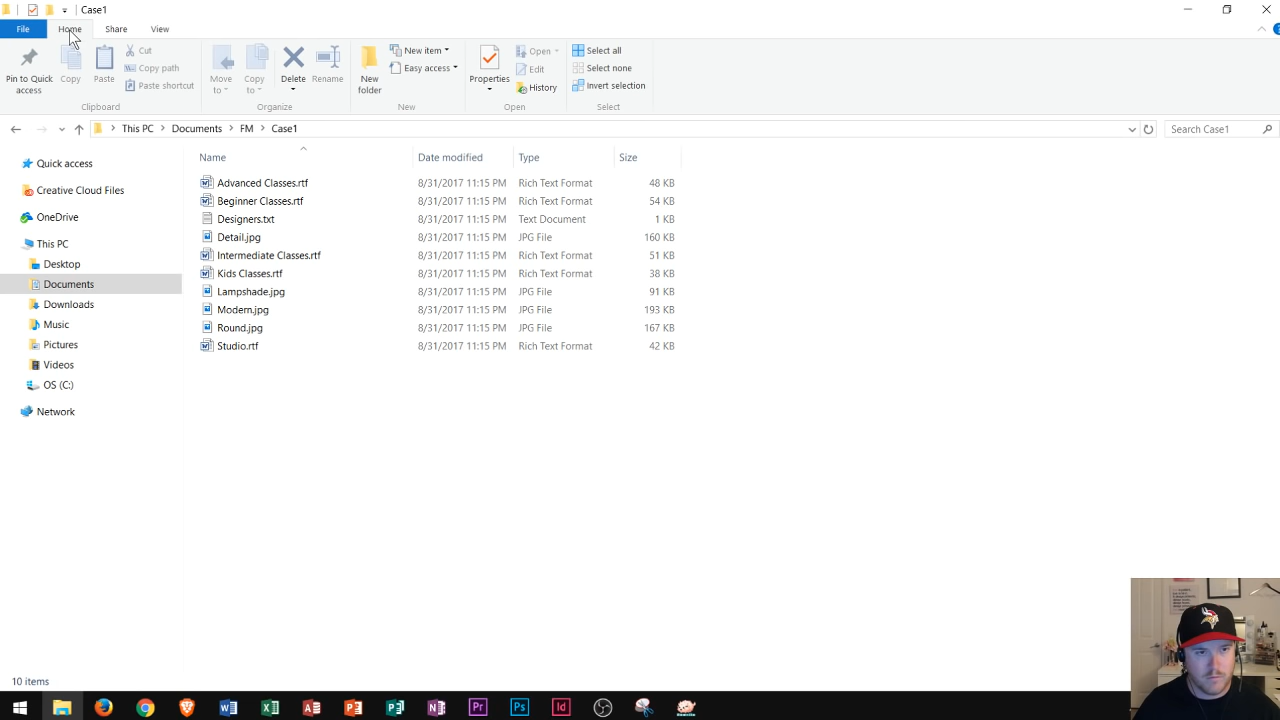 Case1
File Home Share View
Pin to Quick access
Copy
Paste
Cut
Copy path
Paste shortcut
Clipboard
Move to
Copy to
Delete
Rename
Organize
New folder
New item
Easy access
New
Properties
Open
Edit
History
Open
Select all
Select none
Invert selection
Select
This PC Documents FM Case1
Search Case1
Quick access
Creative Cloud Files
OneDrive
This PC
Desktop
Documents
Downloads
Music
Pictures
Videos
OS (C:)
Network
Name Date modified Type Size
Advanced Classes.rtf 8/31/2017 11:15 PM Rich Text Format 48 KB
Beginner Classes.rtf 8/31/2017 11:15 PM Rich Text Format 54 KB
Designers.txt 8/31/2017 11:15 PM Text Document 1 KB
Detail.jpg 8/31/2017 11:15 PM JPG File 160 KB
Intermediate Classes.rtf 8/31/2017 11:15 PM Rich Text Format 51 KB
Kids Classes.rtf 8/31/2017 11:15 PM Rich Text Format 38 KB
Lampshade.jpg 8/31/2017 11:15 PM JPG File 91 KB
Modern.jpg 8/31/2017 11:15 PM JPG File 193 KB
Round.jpg 8/31/2017 11:15 PM JPG File 167 KB
Studio.rtf 8/31/2017 11:15 PM Rich Text Format 42 KB
10 items
Pr Ps Id